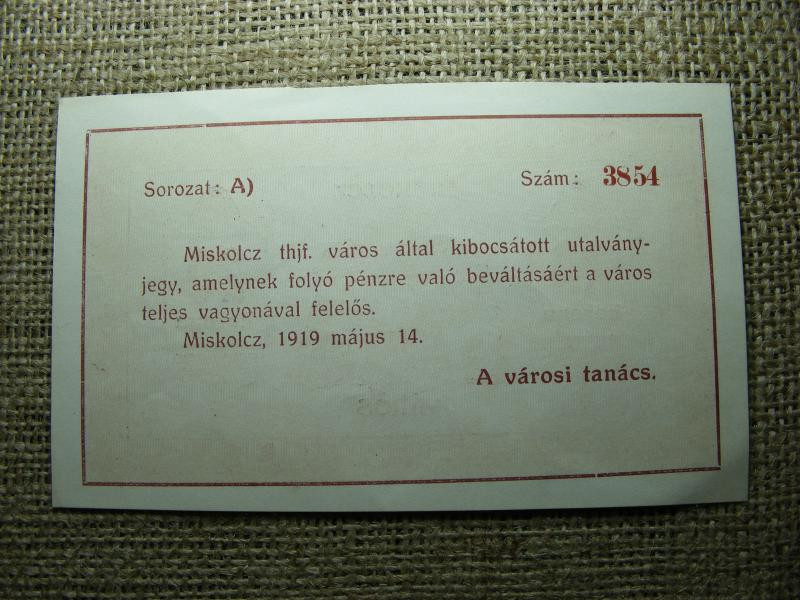 Sorozat: A) Szám: 3854
Miskolcz thjf. város által kibocsátott utalvány-
jegy, amelynek folyó pénzre való beváltásáért a város
teljes vagyonával felelős.
Miskolcz, 1919 május 14.
A városi tanács.